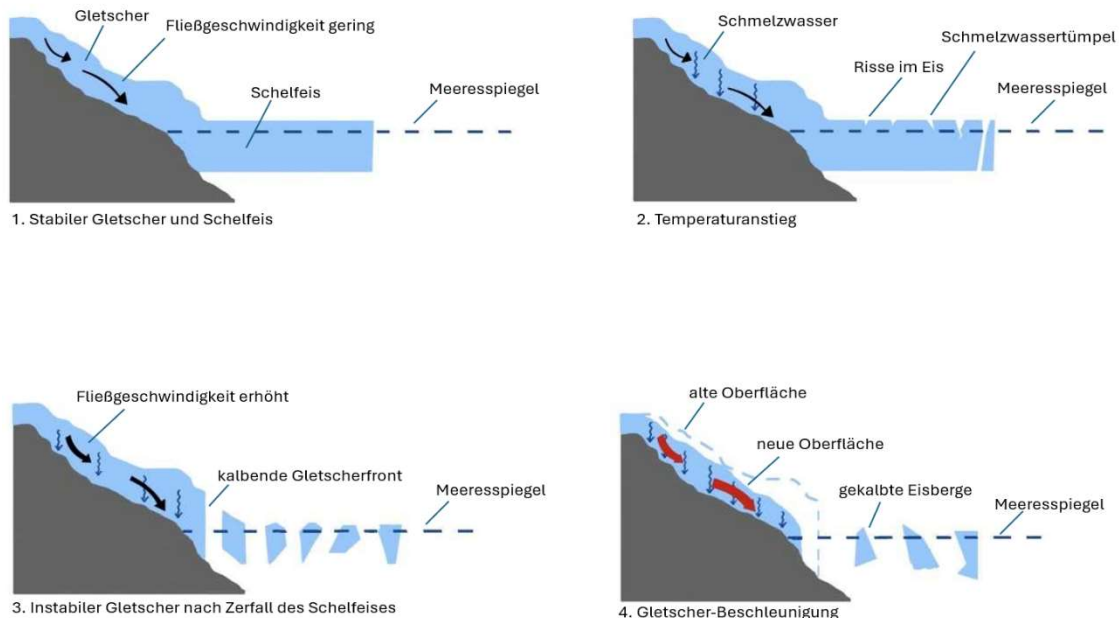 Gletscher
Fließgeschwindigkeit gering
Schelfeis
Meeresspiegel
1. Stabiler Gletscher und Schelfeis
Schmelzwasser
Schmelzwassertümpel
Risse im Eis
Meeresspiegel
2. Temperaturanstieg
Fließgeschwindigkeit erhöht
kalbende Gletscherfront
Meeresspiegel
3. Instabiler Gletscher nach Zerfall des Schelfeises
alte Oberfläche
neue Oberfläche
gekalbte Eisberge
Meeresspiegel
4. Gletscher-Beschleunigung